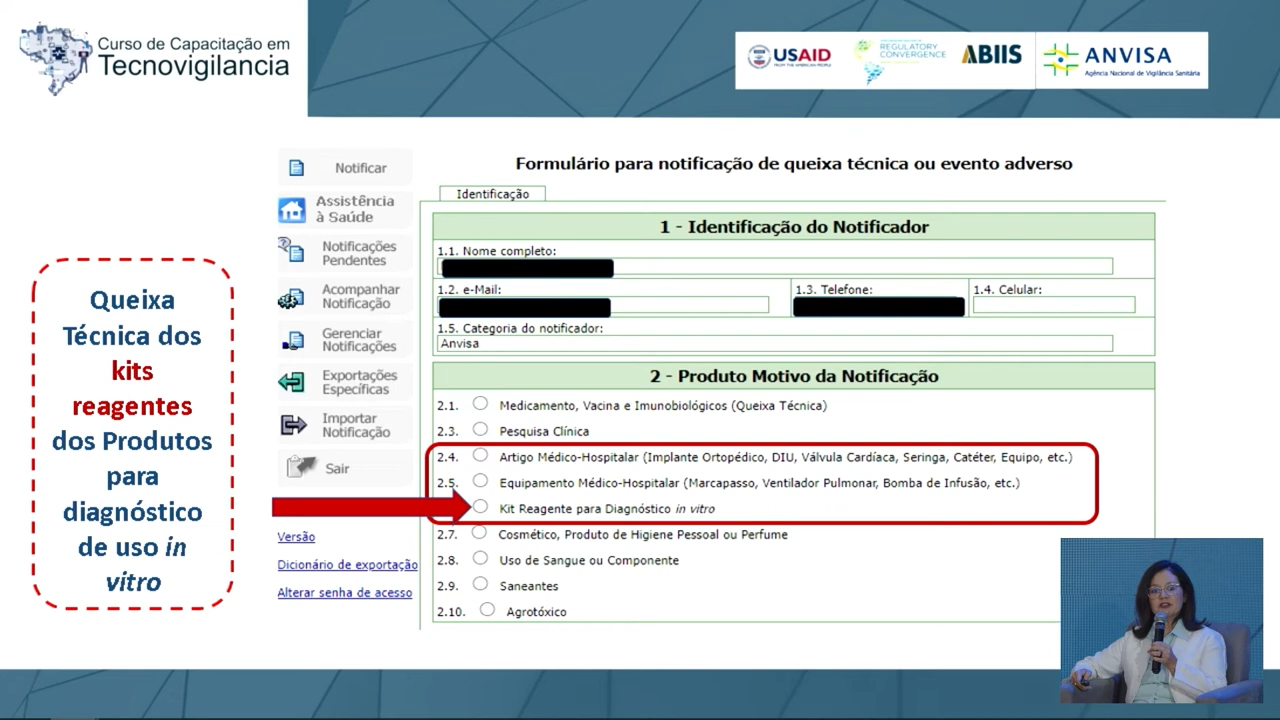 Curso de Capacitação em
Tecnovigilancia
USAID
FROM THE AMERICAN PEOPLE
REGULATORY
CONVERGENCE
ABIIS
ANVISA
Agência Nacional de Vigilância Sanitária
Queixa
Técnica dos
kits
reagentes
dos Produtos
para
diagnóstico
de uso in
vitro
Notificar
Assistência
à Saúde
Notificações
Pendentes
Acompanhar
Notificação
Gerenciar
Notificações
Exportações
Específicas
Importar
Notificação
Sair
Versão
Dicionário de exportação
Alterar senha de acesso
Formulário para notificação de queixa técnica ou evento adverso
Identificação
1 - Identificação do Notificador
1.1. Nome completo:
1.2. e-Mail:
1.3. Telefone:
1.4. Celular:
1.5. Categoria do notificador:
Anvisa
2 - Produto Motivo da Notificação
2.1. Medicamento, Vacina e Imunobiológicos (Queixa Técnica)
2.3. Pesquisa Clínica
2.4. Artigo Médico-Hospitalar (Implante Ortopédico, DIU, Válvula Cardíaca, Seringa, Catéter, Equipo, etc.)
2.5. Equipamento Médico-Hospitalar (Marcapasso, Ventilador Pulmonar, Bomba de Infusão, etc.)
Kit Reagente para Diagnóstico in vitro
2.7. Cosmético, Produto de Higiene Pessoal ou Perfume
2.8. Uso de Sangue ou Componente
2.9. Saneantes
2.10. Agrotóxico